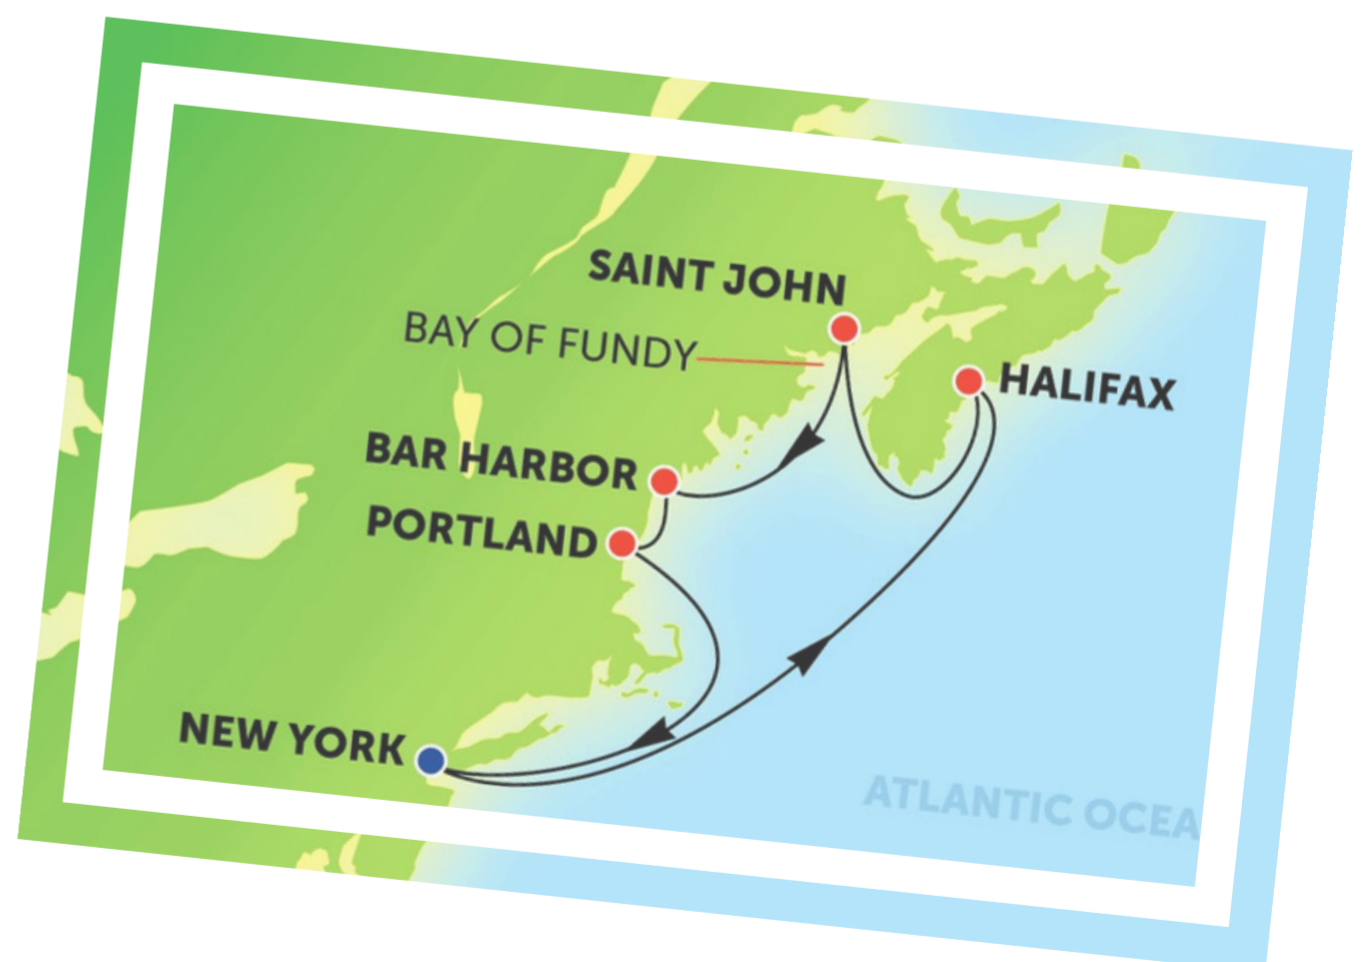 SAINT JOHN
BAY OF FUNDY
HALIFAX
BAR HARBOR
PORTLAND
NEW YORK
ATLANTIC OCEA